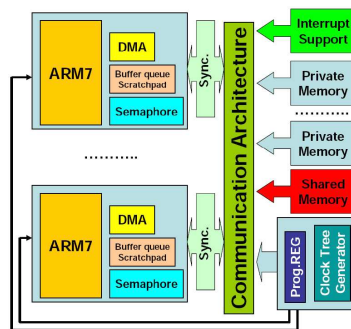 ARM7
DMA
Buffer queue
Scratchpad
Semaphore
Sync.
Communication Architecture
Interrupt
Support
Private
Memory
............
Private
Memory
...........
Shared
Memory
ARM7
DMA
Buffer queue
Scratchpad
Semaphore
Sync.
Prog.REG
Clock Tree
Generator